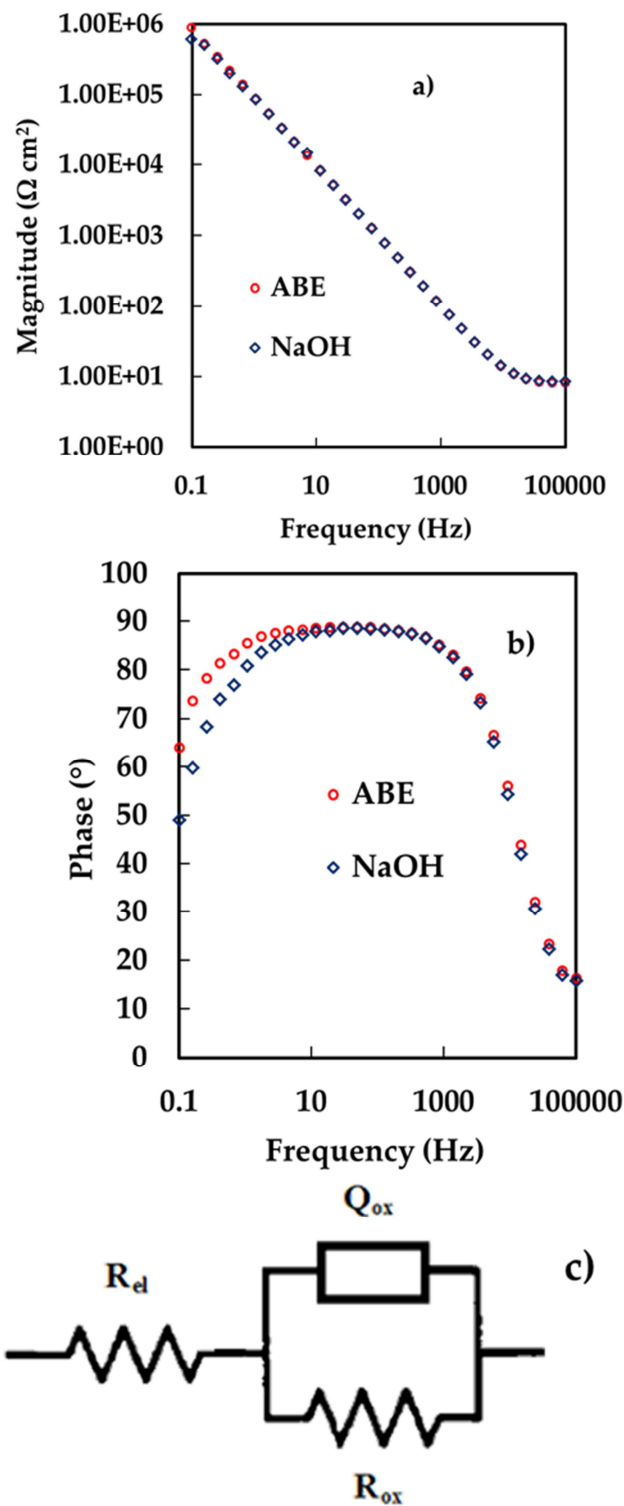 1.00E+06
1.00E+05
1.00E+04
1.00E+03
1.00E+02
1.00E+01
1.00E+00
Magnitude (Ω cm²)
a)
ABE
NaOH
0.1 10 1000 100000
Frequency (Hz)
100
90
80
70
60
50
40
30
20
10
0
Phase (°)
b)
ABE
NaOH
0.1 10 1000 100000
Frequency (Hz)
Qox
c)
Rel
Rox